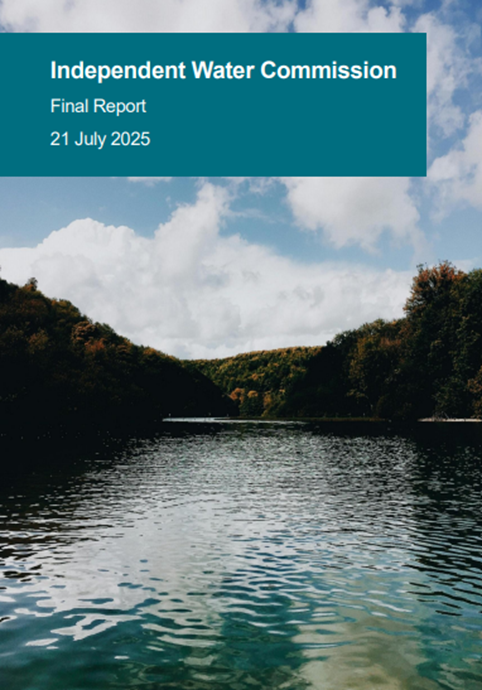 Independent Water Commission
Final Report
21 July 2025